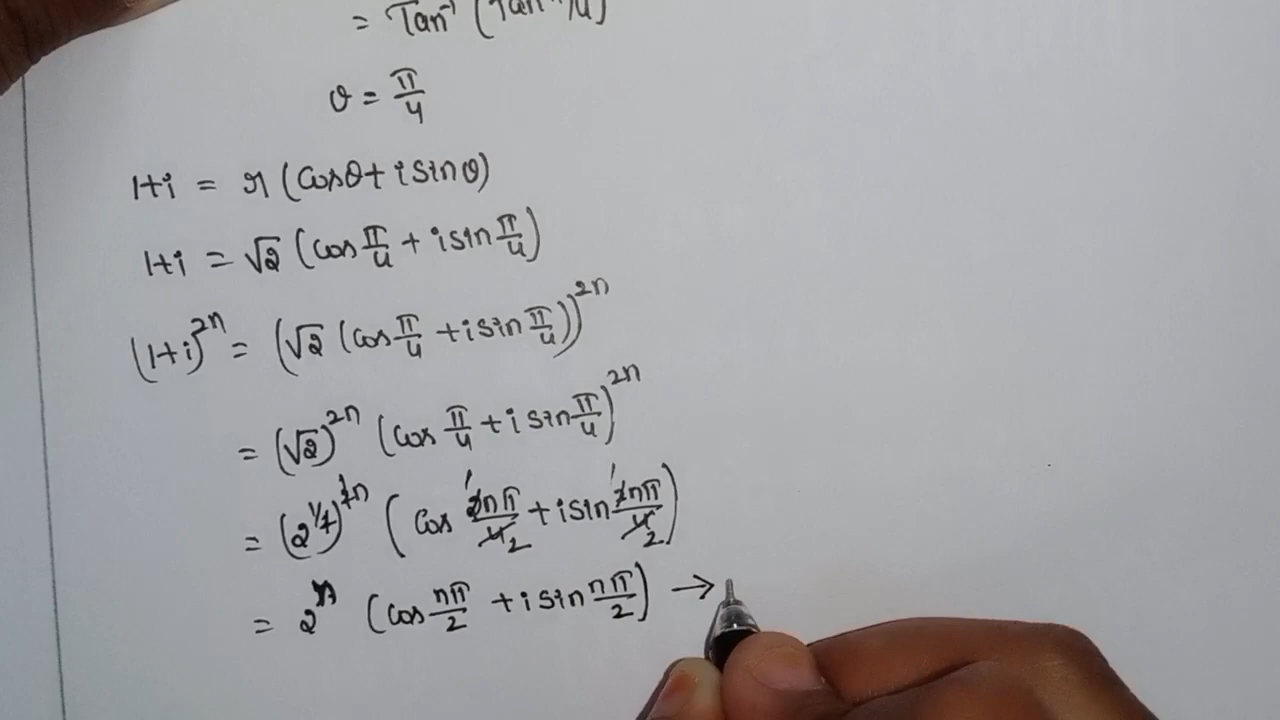 = Tan⁻¹ (Tan π/4)
θ = π/4
1+i = r (cosθ + i sinθ)
1+i = √2 (cos π/4 + i sin π/4)
(1+i)²ⁿ = (√2 (cos π/4 + i sin π/4))²ⁿ
= (√2)²ⁿ (cos π/4 + i sin π/4)²ⁿ
= (2^1/2)²ⁿ (cos 2nπ/4 + i sin 2nπ/4)
= 2ⁿ (cos nπ/2 + i sin nπ/2) →